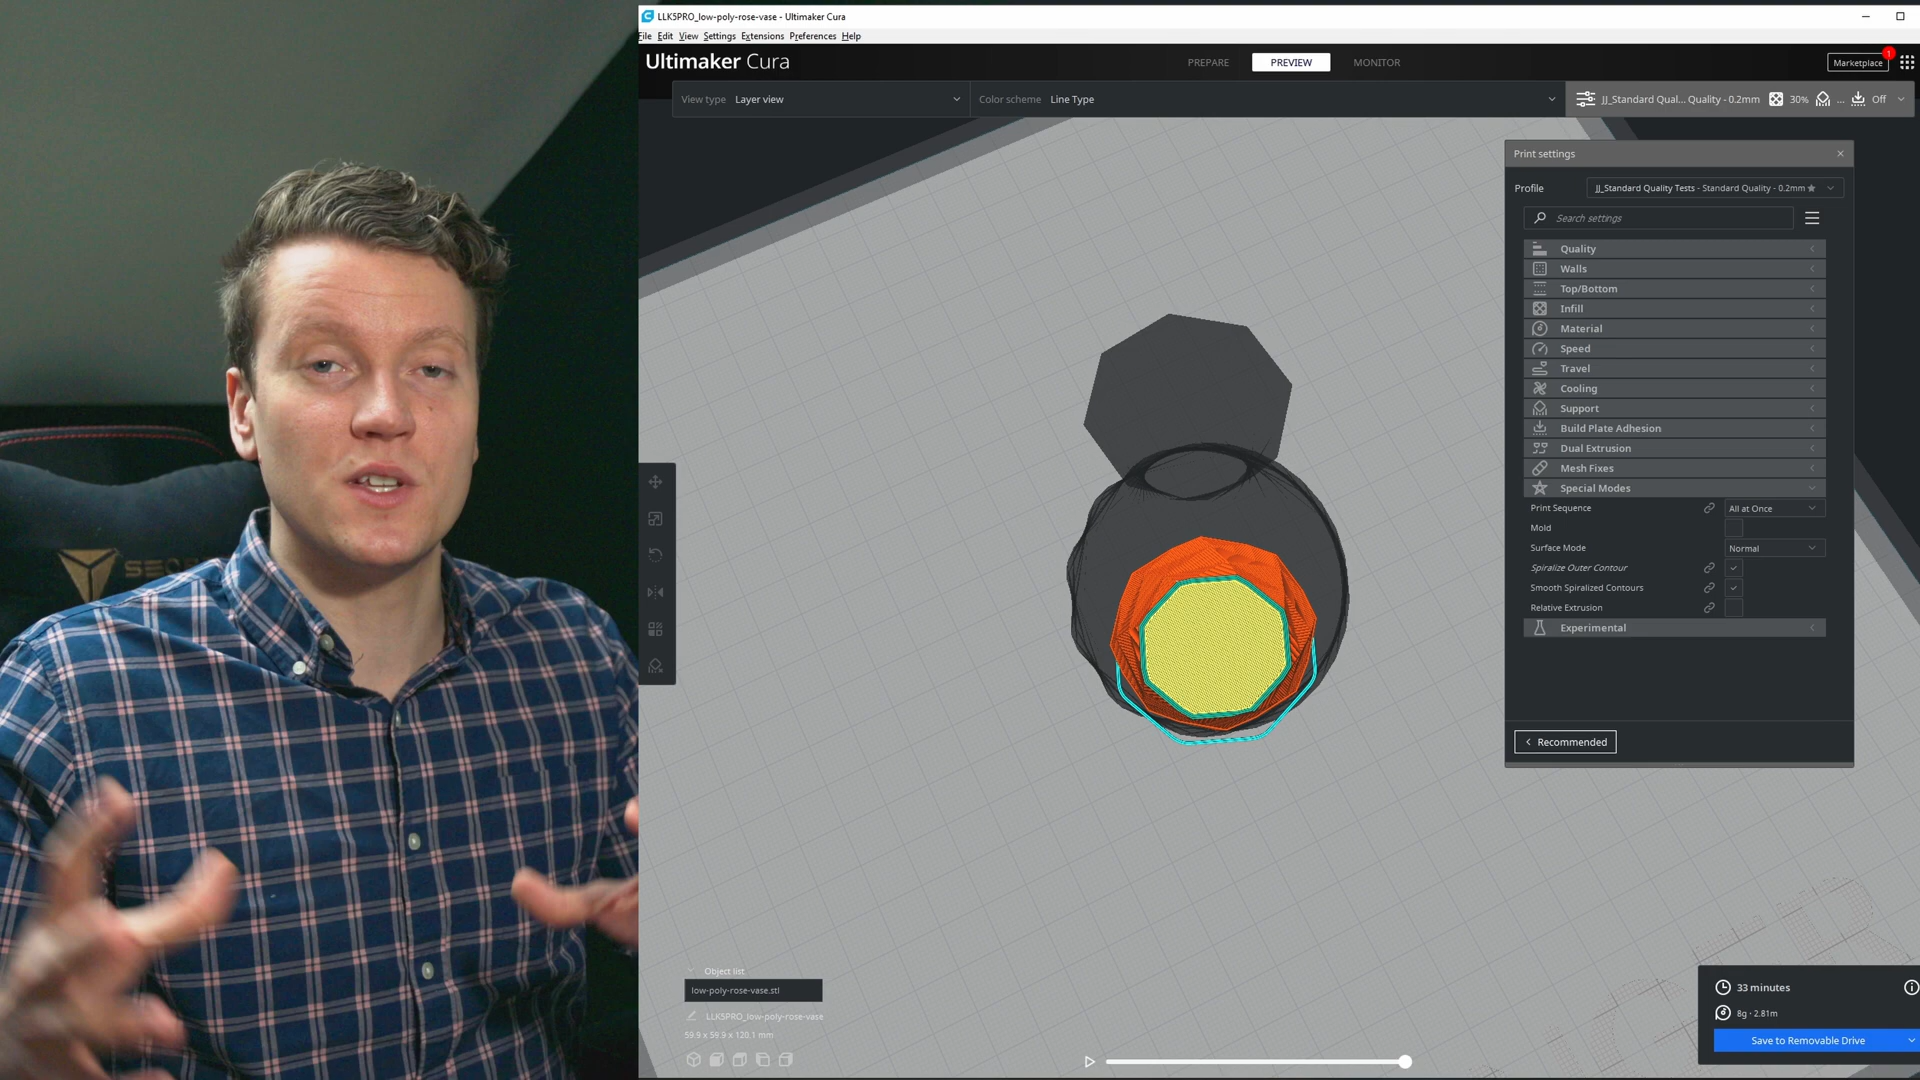 LLK5PRO_low-poly-rose-vase - Ultimaker Cura
File Edit View Settings Extensions Preferences Help
Ultimaker Cura
PREPARE PREVIEW MONITOR
Marketplace 1
View type Layer view
Color scheme Line Type
JJ_Standard Qual... Quality - 0.2mm 30% ... Off
Print settings
Profile JJ_Standard Quality Tests - Standard Quality - 0.2mm
Search settings
Quality
Walls
Top/Bottom
Infill
Material
Speed
Travel
Cooling
Support
Build Plate Adhesion
Dual Extrusion
Mesh Fixes
Special Modes
Print Sequence All at Once
Mold
Surface Mode Normal
Spiralize Outer Contour
Smooth Spiralized Contours
Relative Extrusion
Experimental
Recommended
Object list
low-poly-rose-vase.stl
LLK5PRO_low-poly-rose-vase
59.9 x 59.9 x 120.1 mm
33 minutes
8g · 2.81m
Save to Removable Drive